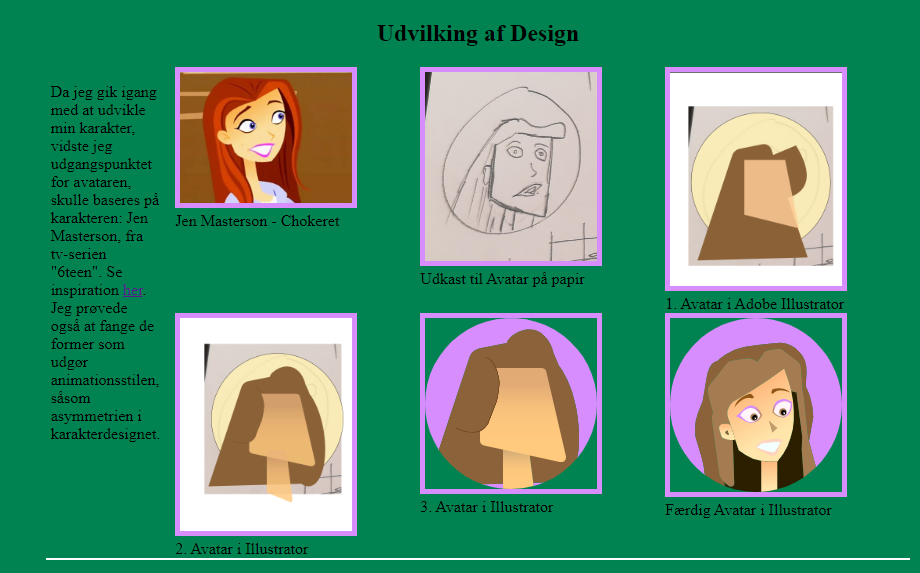 Udvilking af Design
Da jeg gik igang
med at udvikle
min karakter,
vidste jeg
udgangspunktet
for avataren,
skulle baseres på
karakteren: Jen
Masterson, fra
tv-serien
"6teen". Se
inspiration her.
Jeg prøvede
også at fange de
former som
udgør
animationsstilen,
såsom
asymmetrien i
karakterdesignet.
Jen Masterson - Chokeret
Udkast til Avatar på papir
1. Avatar i Adobe Illustrator
2. Avatar i Illustrator
3. Avatar i Illustrator
Færdig Avatar i Illustrator